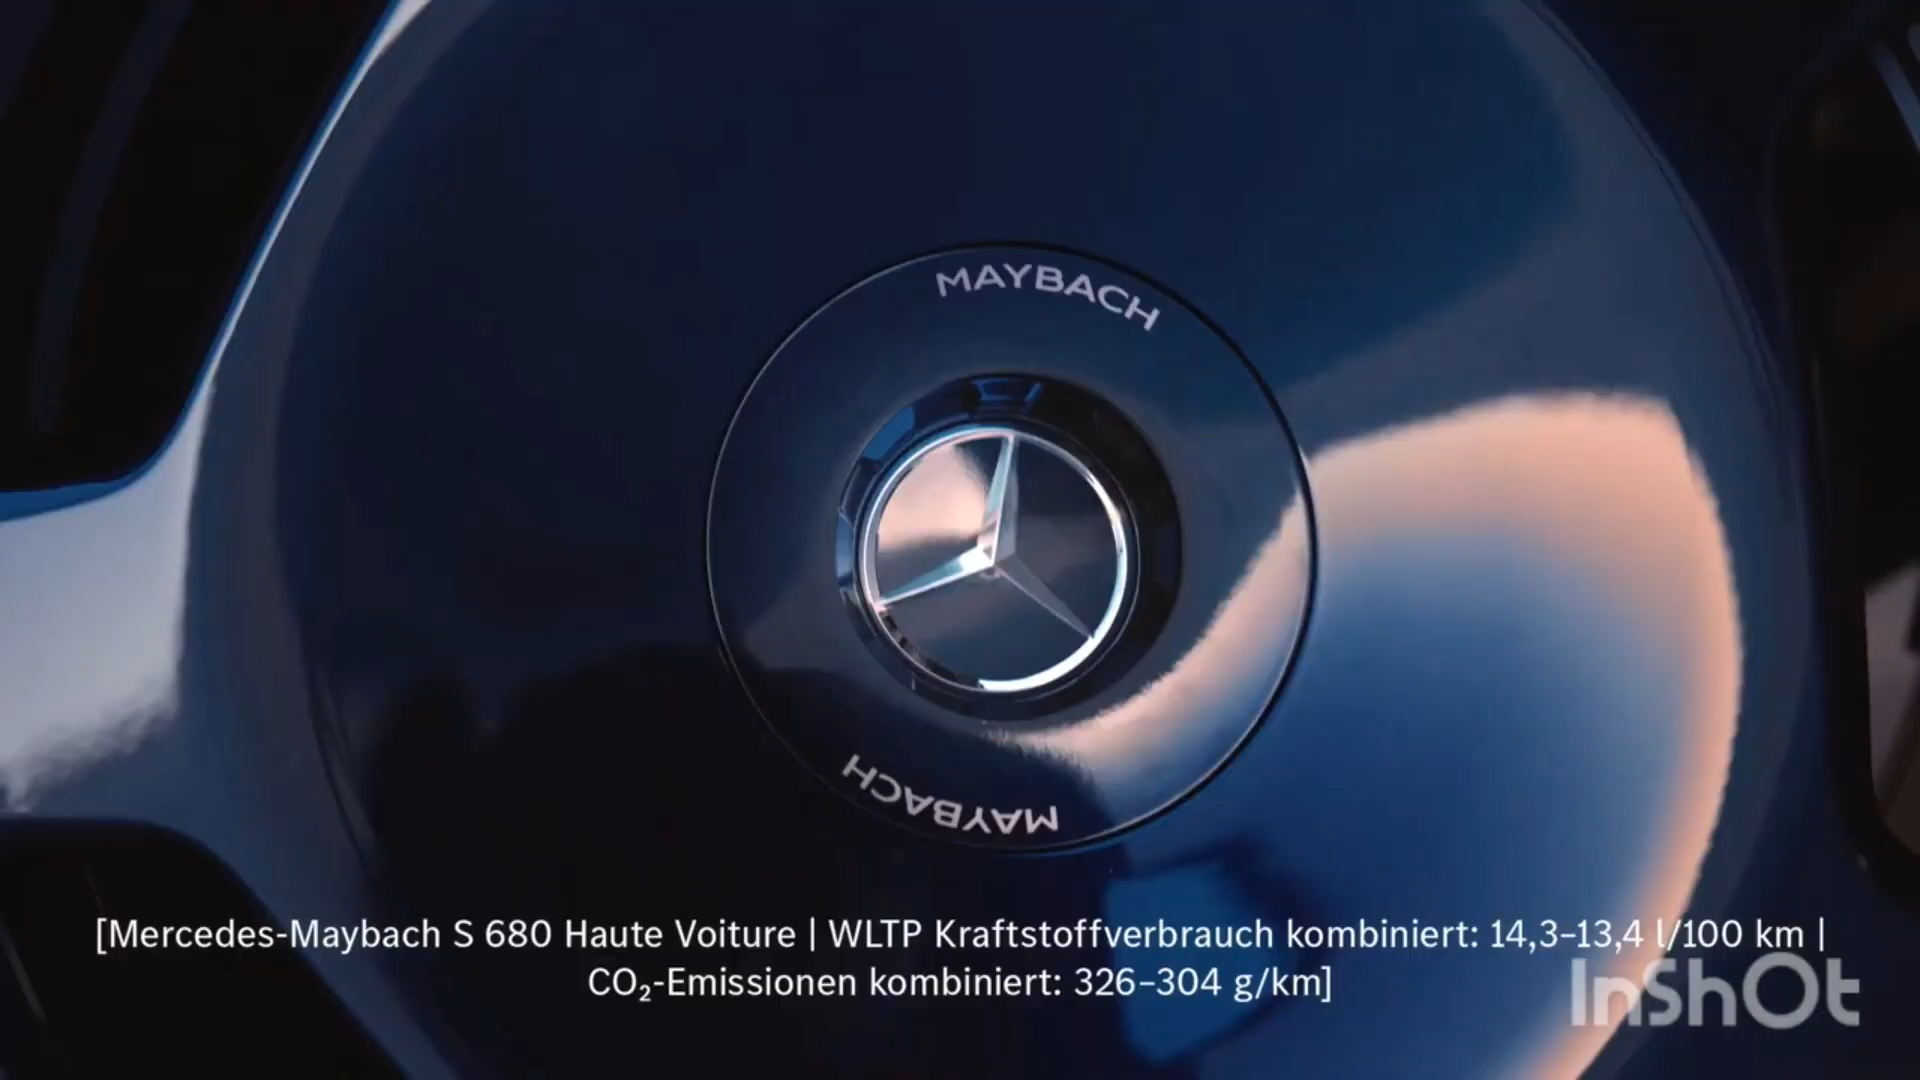 MAYBACH
MAYBACH
[Mercedes-Maybach S 680 Haute Voiture | WLTP Kraftstoffverbrauch kombiniert: 14,3–13,4 l/100 km |
CO₂-Emissionen kombiniert: 326–304 g/km]
InShOt